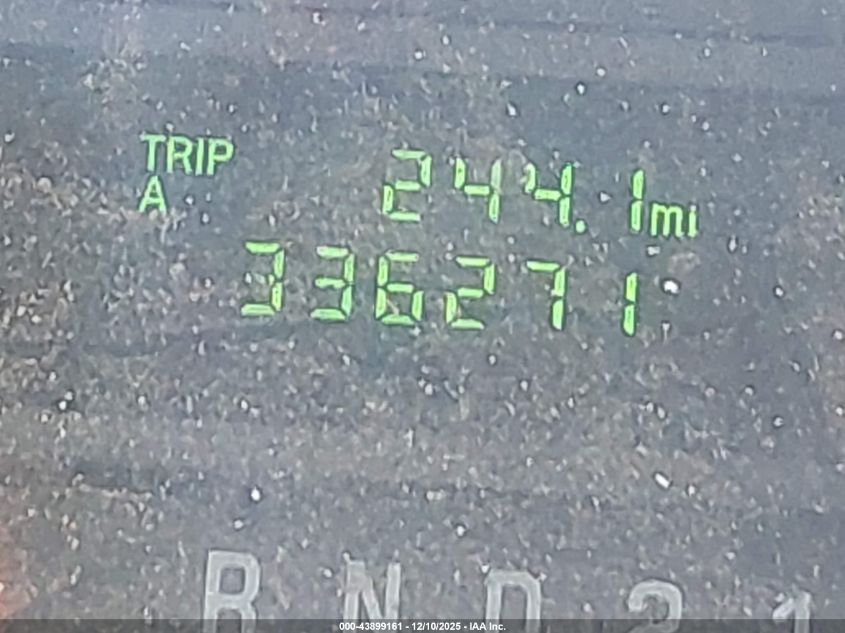 TRIP 244.1mi
A
336271
R N D 2 1
000-43899161 - 12/10/2025 - IAA Inc.